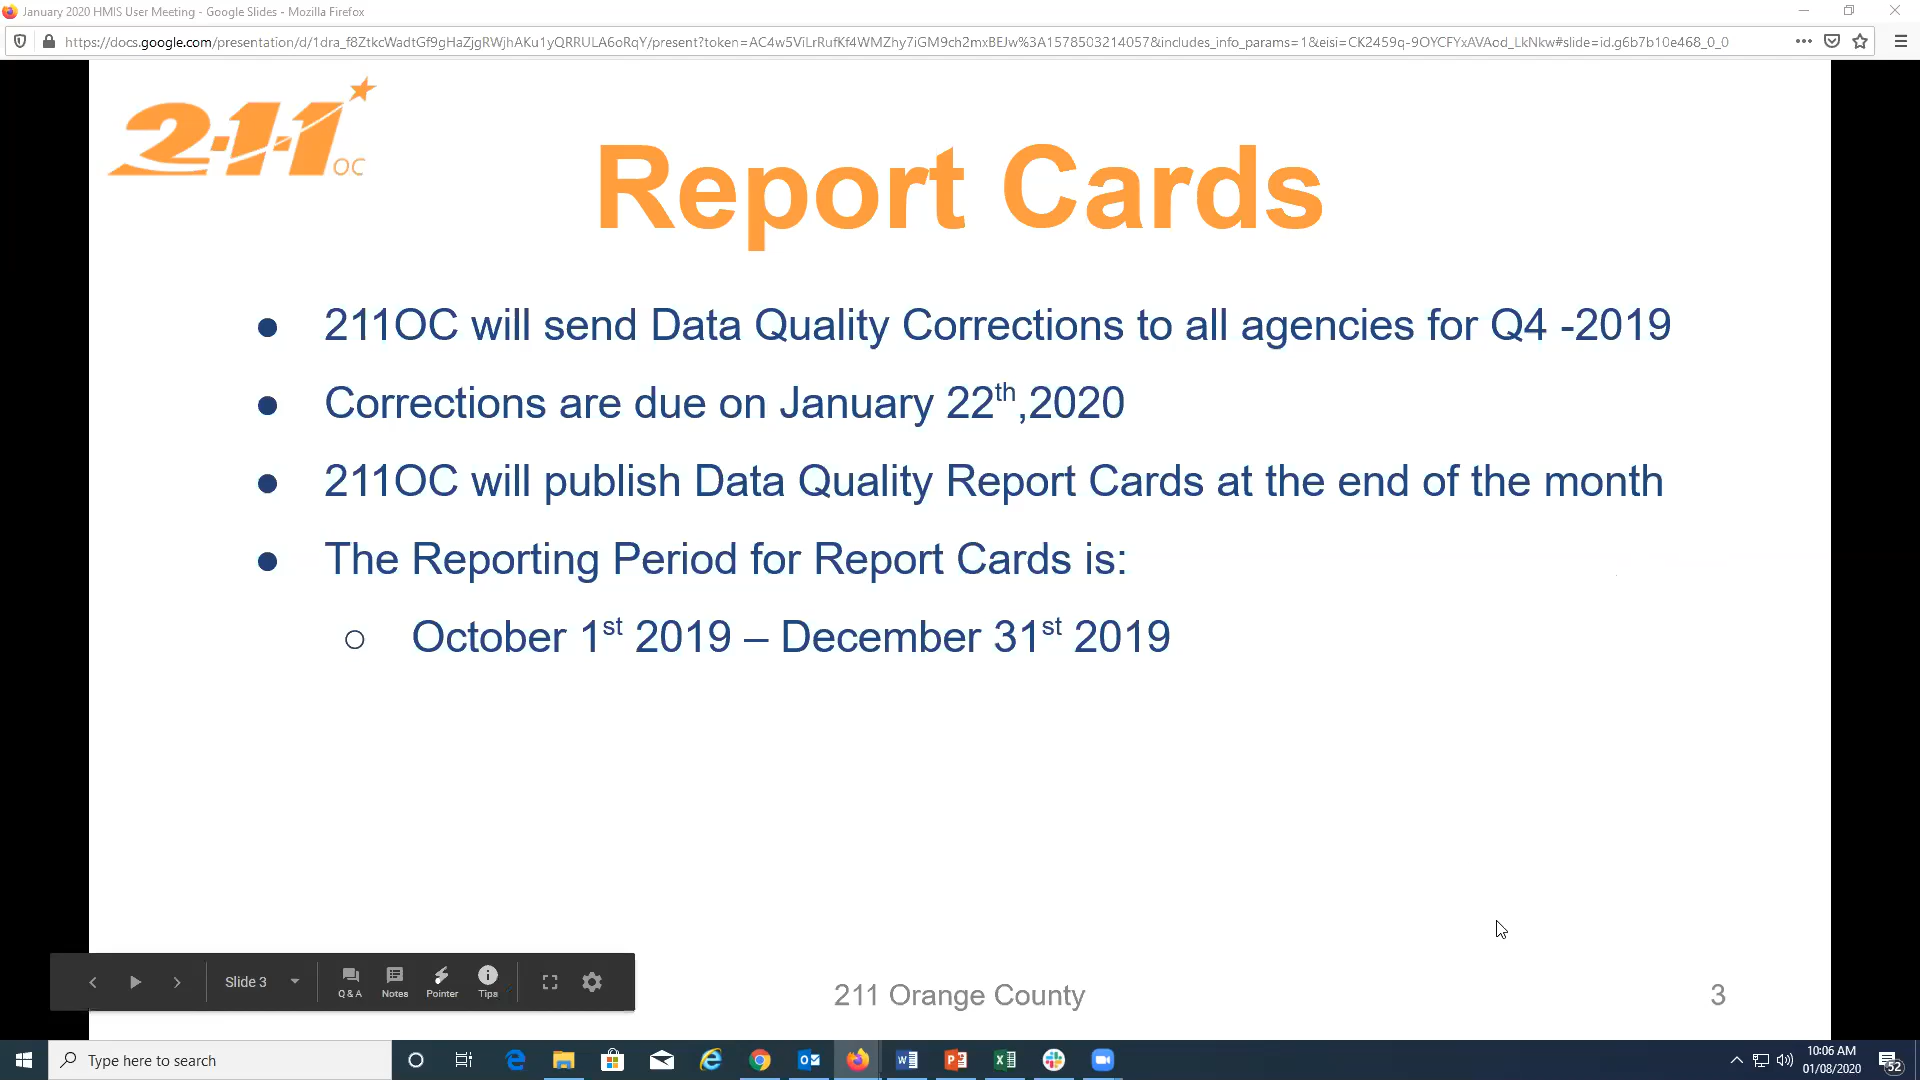 January 2020 HMIS User Meeting - Google Slides - Mozilla Firefox
https://docs.google.com/presentation/d/1dra_f8ZtkcWadtGf9gHaZjgRWjhAKu1yQRRULA6oRqY/present?token=AC4w5ViLrRufKf4WMZhy7iGM9ch2mxBEJw%3A1578503214057&includes_info_params=1&eisi=CK2459q-9OYCFYxAVAod_LkNkw#slide=id.g6b7b10e468_0_0
2-1-1 OC
Report Cards
● 211OC will send Data Quality Corrections to all agencies for Q4 -2019
● Corrections are due on January 22th,2020
● 211OC will publish Data Quality Report Cards at the end of the month
● The Reporting Period for Report Cards is:
○ October 1st 2019 – December 31st 2019
Slide 3
Q & A Notes Pointer Tips
211 Orange County
3
Type here to search
10:06 AM
01/08/2020
52